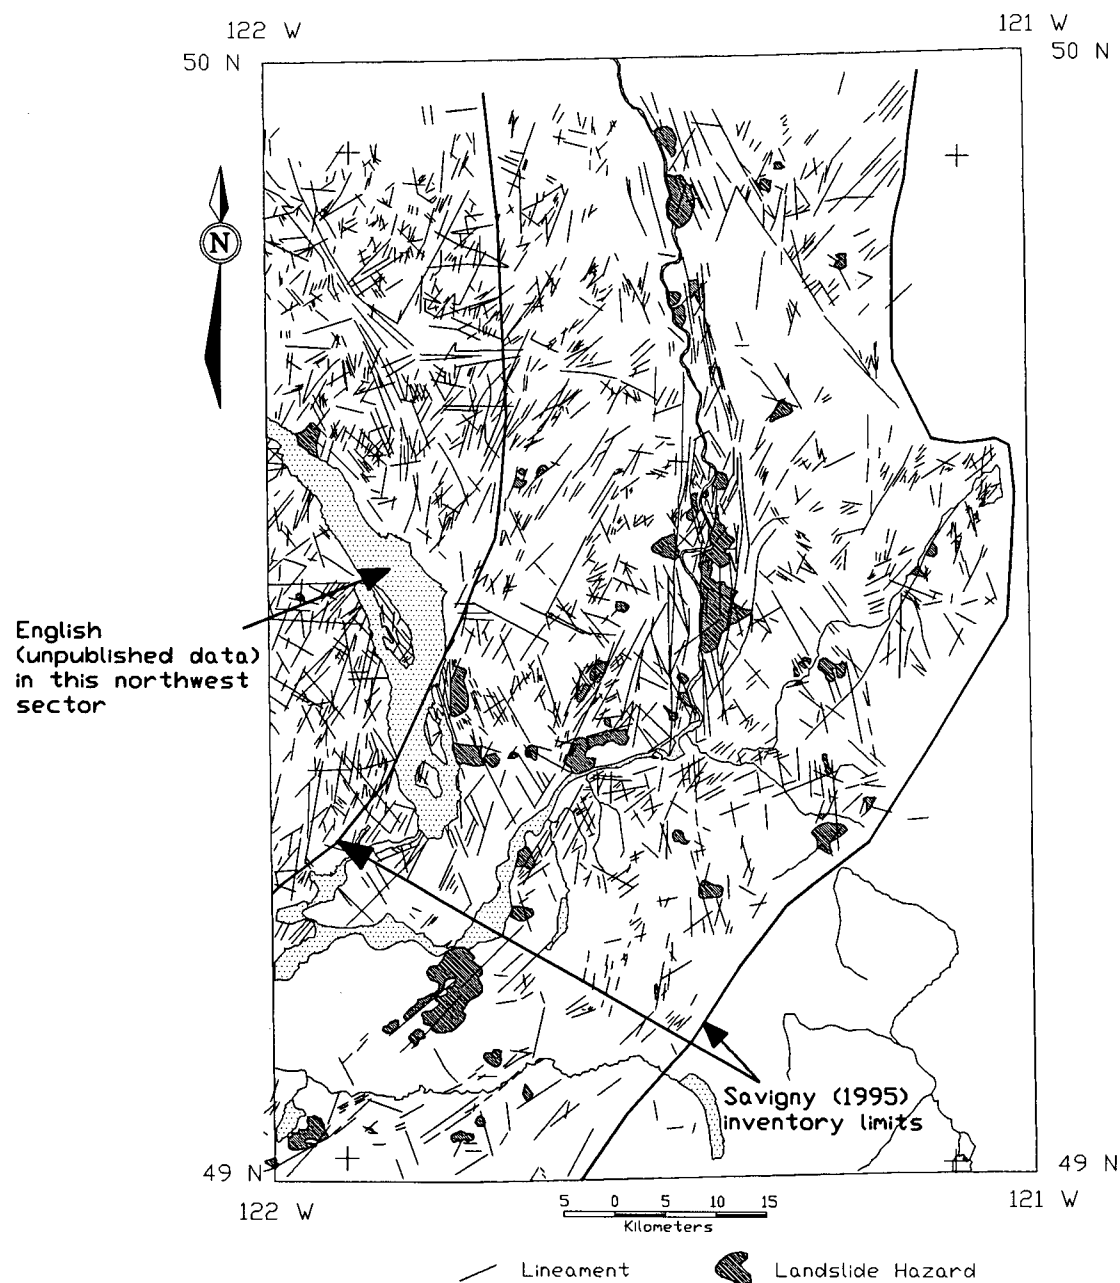 122 W
121 W
50 N
50 N
N
English
(unpublished data)
in this northwest
sector
Savigny (1995)
inventory limits
49 N
49 N
122 W
121 W
5 0 5 10 15
Kilometers
Lineament
Landslide Hazard